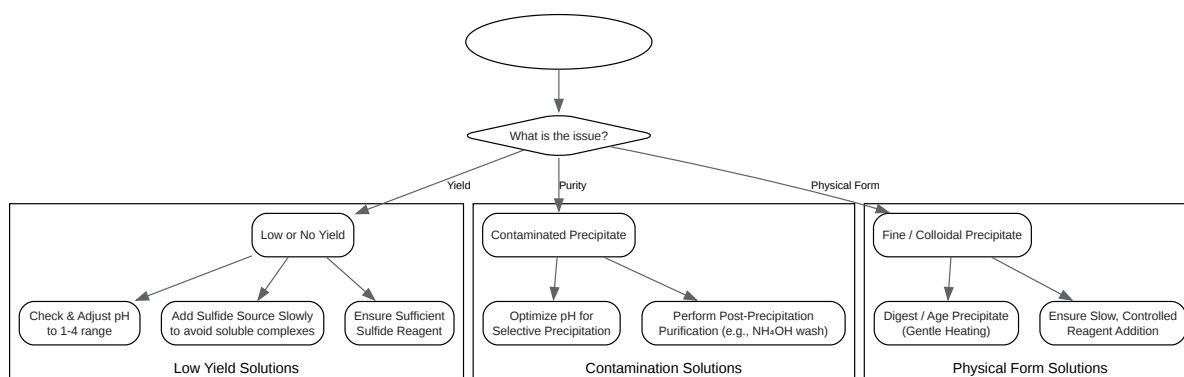 What is the issue?
Yield
Purity
Physical Form
Low or No Yield
Contaminated Precipitate
Fine / Colloidal Precipitate
Check & Adjust pH
to 1-4 range
Add Sulfide Source Slowly
to avoid soluble complexes
Ensure Sufficient
Sulfide Reagent
Optimize pH for
Selective Precipitation
Perform Post-Precipitation
Purification (e.g., NH₄OH wash)
Digest / Age Precipitate
(Gentle Heating)
Ensure Slow, Controlled
Reagent Addition
Low Yield Solutions
Contamination Solutions
Physical Form Solutions